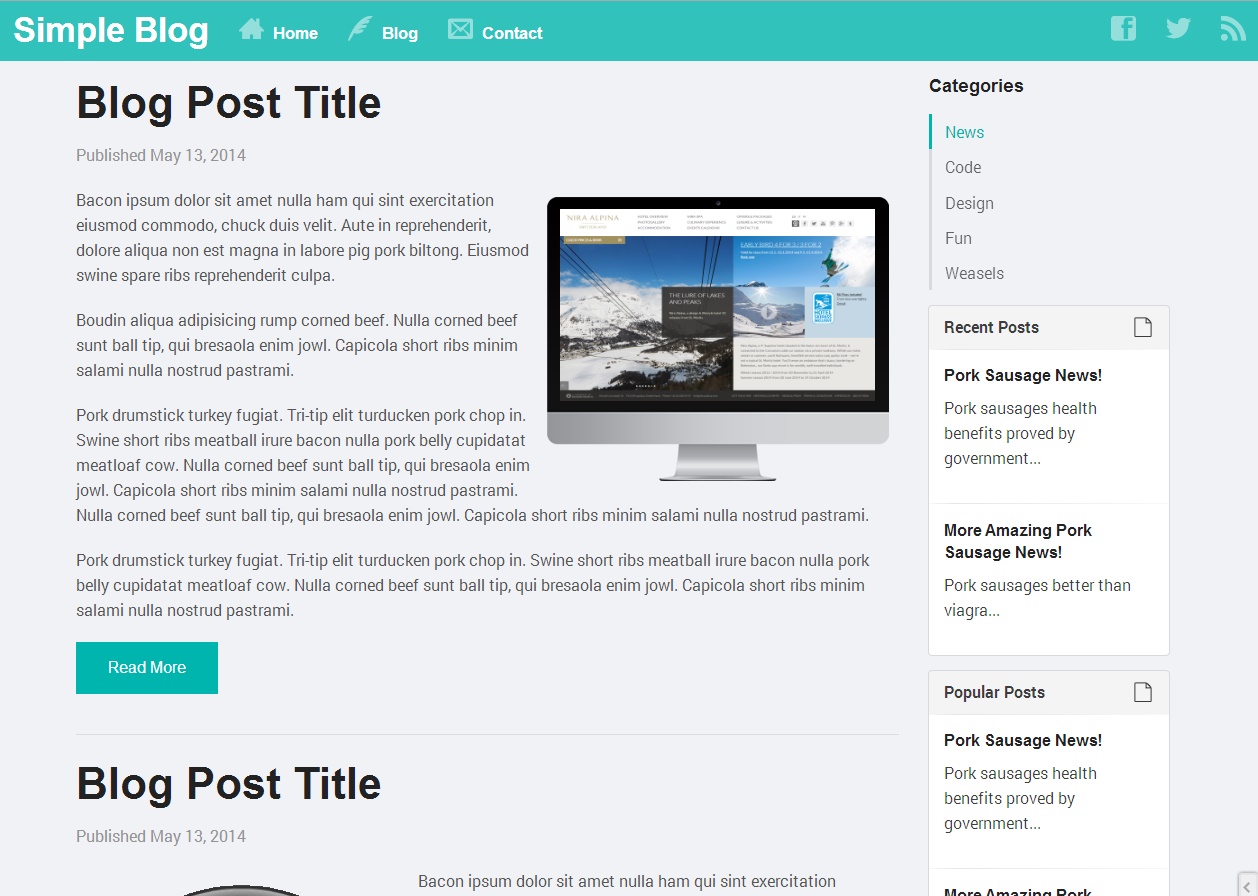 Simple Blog
Home
Blog
Contact
Blog Post Title
Published May 13, 2014
Bacon ipsum dolor sit amet nulla ham qui sint exercitation
eiusmod commodo, chuck duis velit. Aute in reprehenderit,
dolore aliqua non est magna in labore pig pork biltong. Eiusmod
swine spare ribs reprehenderit culpa.
Boudin aliqua adipisicing rump corned beef. Nulla corned beef
sunt ball tip, qui bresaola enim jowl. Capicola short ribs minim
salami nulla nostrud pastrami.
Pork drumstick turkey fugiat. Tri-tip elit turducken pork chop in.
Swine short ribs meatball irure bacon nulla pork belly cupidatat
meatloaf cow. Nulla corned beef sunt ball tip, qui bresaola enim
jowl. Capicola short ribs minim salami nulla nostrud pastrami.
Nulla corned beef sunt ball tip, qui bresaola enim jowl. Capicola short ribs minim salami nulla nostrud pastrami.
NIRA ALPINA
EARLY BIRD 4 FOR 3 / 3 FOR 2
THE LURE OF LAKES
AND PEAKS
Pork drumstick turkey fugiat. Tri-tip elit turducken pork chop in. Swine short ribs meatball irure bacon nulla pork
belly cupidatat meatloaf cow. Nulla corned beef sunt ball tip, qui bresaola enim jowl. Capicola short ribs minim
salami nulla nostrud pastrami.
Read More
Blog Post Title
Published May 13, 2014
Bacon ipsum dolor sit amet nulla ham qui sint exercitation
Categories
News
Code
Design
Fun
Weasels
Recent Posts
Pork Sausage News!
Pork sausages health
benefits proved by
government...
More Amazing Pork
Sausage News!
Pork sausages better than
viagra...
Popular Posts
Pork Sausage News!
Pork sausages health
benefits proved by
government...
More Amazing Pork